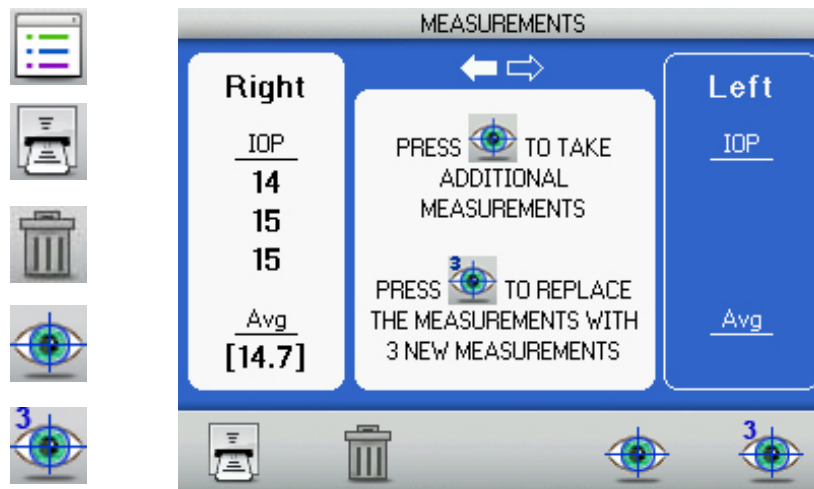 MEASUREMENTS
Right
IOP
14
15
15
Avg
[14.7]
PRESS TO TAKE
ADDITIONAL
MEASUREMENTS
3
PRESS TO REPLACE
THE MEASUREMENTS WITH
3 NEW MEASUREMENTS
Left
IOP
Avg
3
3